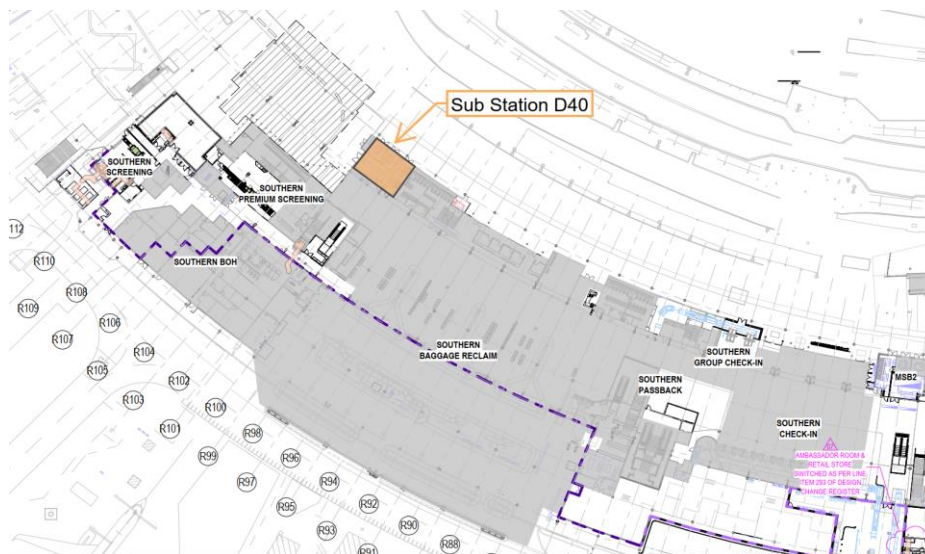 Sub Station D40
SOUTHERN
SCREENING
SOUTHERN
PREMIUM SCREENING
112
R110
SOUTHERN BOH
R108
R109
R106
R107
R104
SOUTHERN
BAGGAGE RECLAIM
SOUTHERN
GROUP CHECK-IN
R105
R102
SOUTHERN
PASSBACK
MSB2
R103
R100
R101
R98
SOUTHERN
CHECK-IN
R99
R96
AMBASSADOR ROOM &
RETAIL STORE
SWITCHED AS PER LINE
ITEM 293 OF DESIGN
CHANGE REGISTER
R97
R94
R95
R92
R93
R90
R91
R88